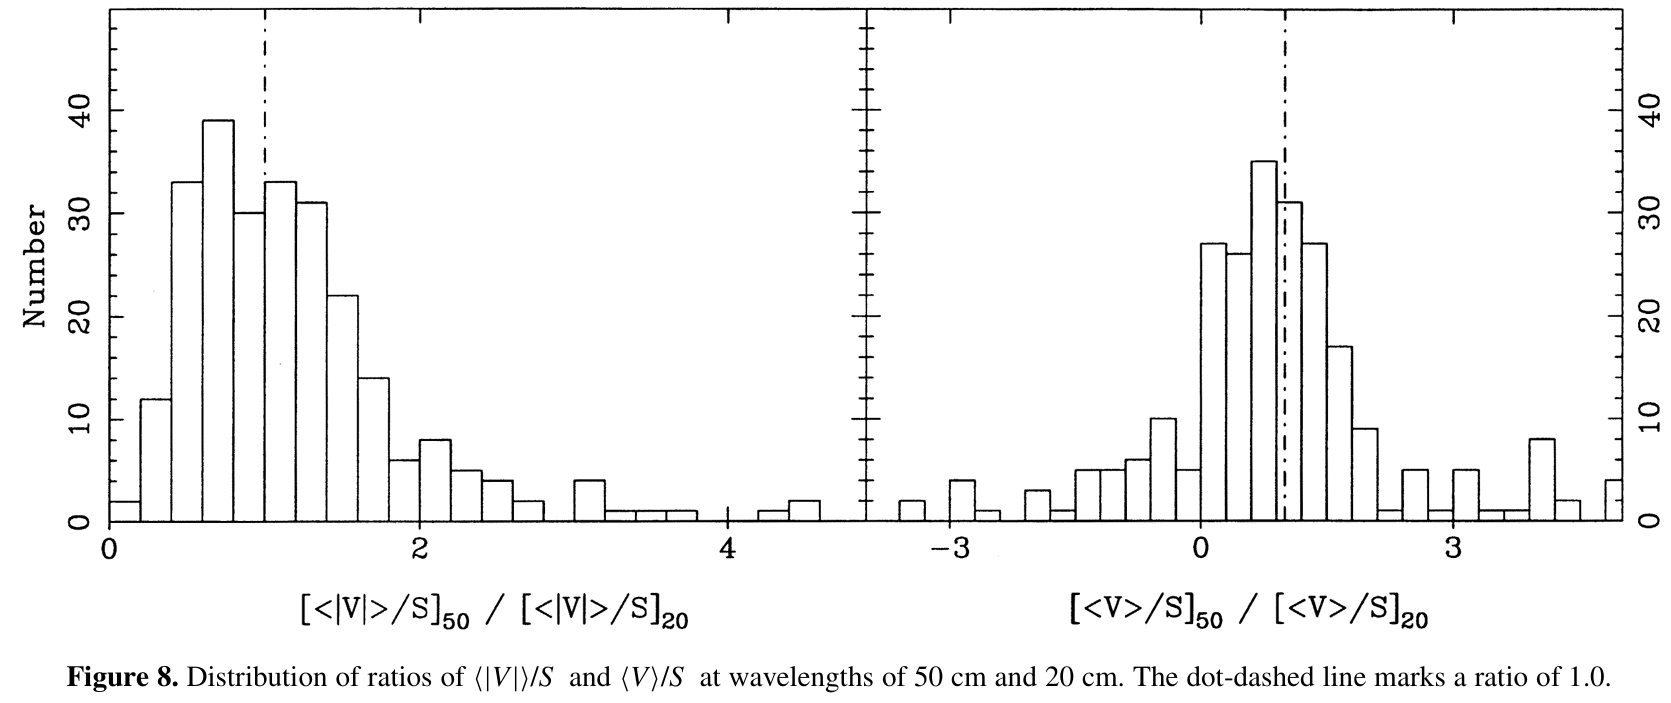 Number
0 10 20 30 40
0 2 4
[<|V|>/S]50 / [<|V|>/S]20
0 10 20 30 40
−3 0 3
[<V>/S]50 / [<V>/S]20
Figure 8. Distribution of ratios of ⟨|V|⟩/S and ⟨V⟩/S at wavelengths of 50 cm and 20 cm. The dot-dashed line marks a ratio of 1.0.